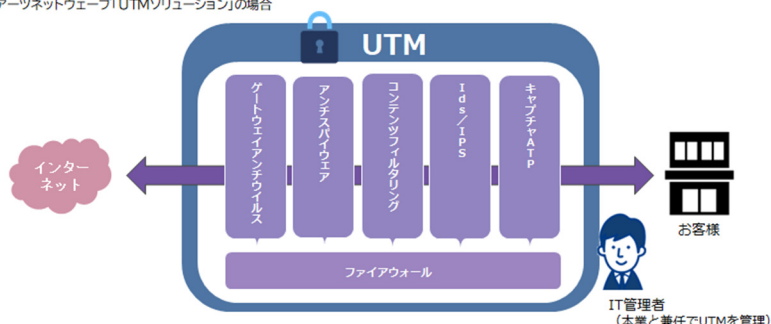 アーツネットウェーブ「UTMソリューション」の場合
UTM
ゲートウェイアンチウイルス
アンチスパイウェア
コンテンツフィルタリング
Ids／IPS
キャプチャATP
インター
ネット
お客様
ファイアウォール
IT管理者
（本業と兼任でUTMを管理）